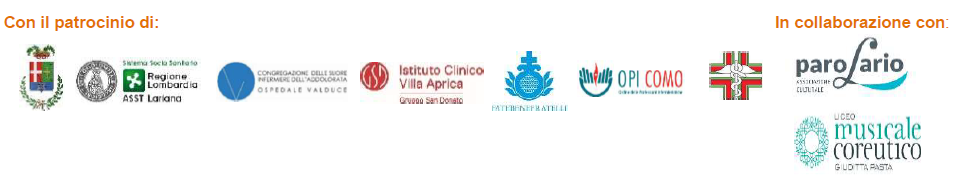 Con il patrocinio di:
In collaborazione con:
Sistema Socio Sanitario
Regione
Lombardia
ASST Lariana
CONGREGAZIONE DELLE SUORE
INFERMIERE DELL'ADDOLORATA
OSPEDALE VALDUCE
GSD
Istituto Clinico
Villa Aprica
Gruppo San Donato
FATEBENEFRATELLI
OPI COMO
paroLario
ASSOCIAZIONE
CULTURALE
LICEO
musicale
coreutico
GIUDITTA PASTA